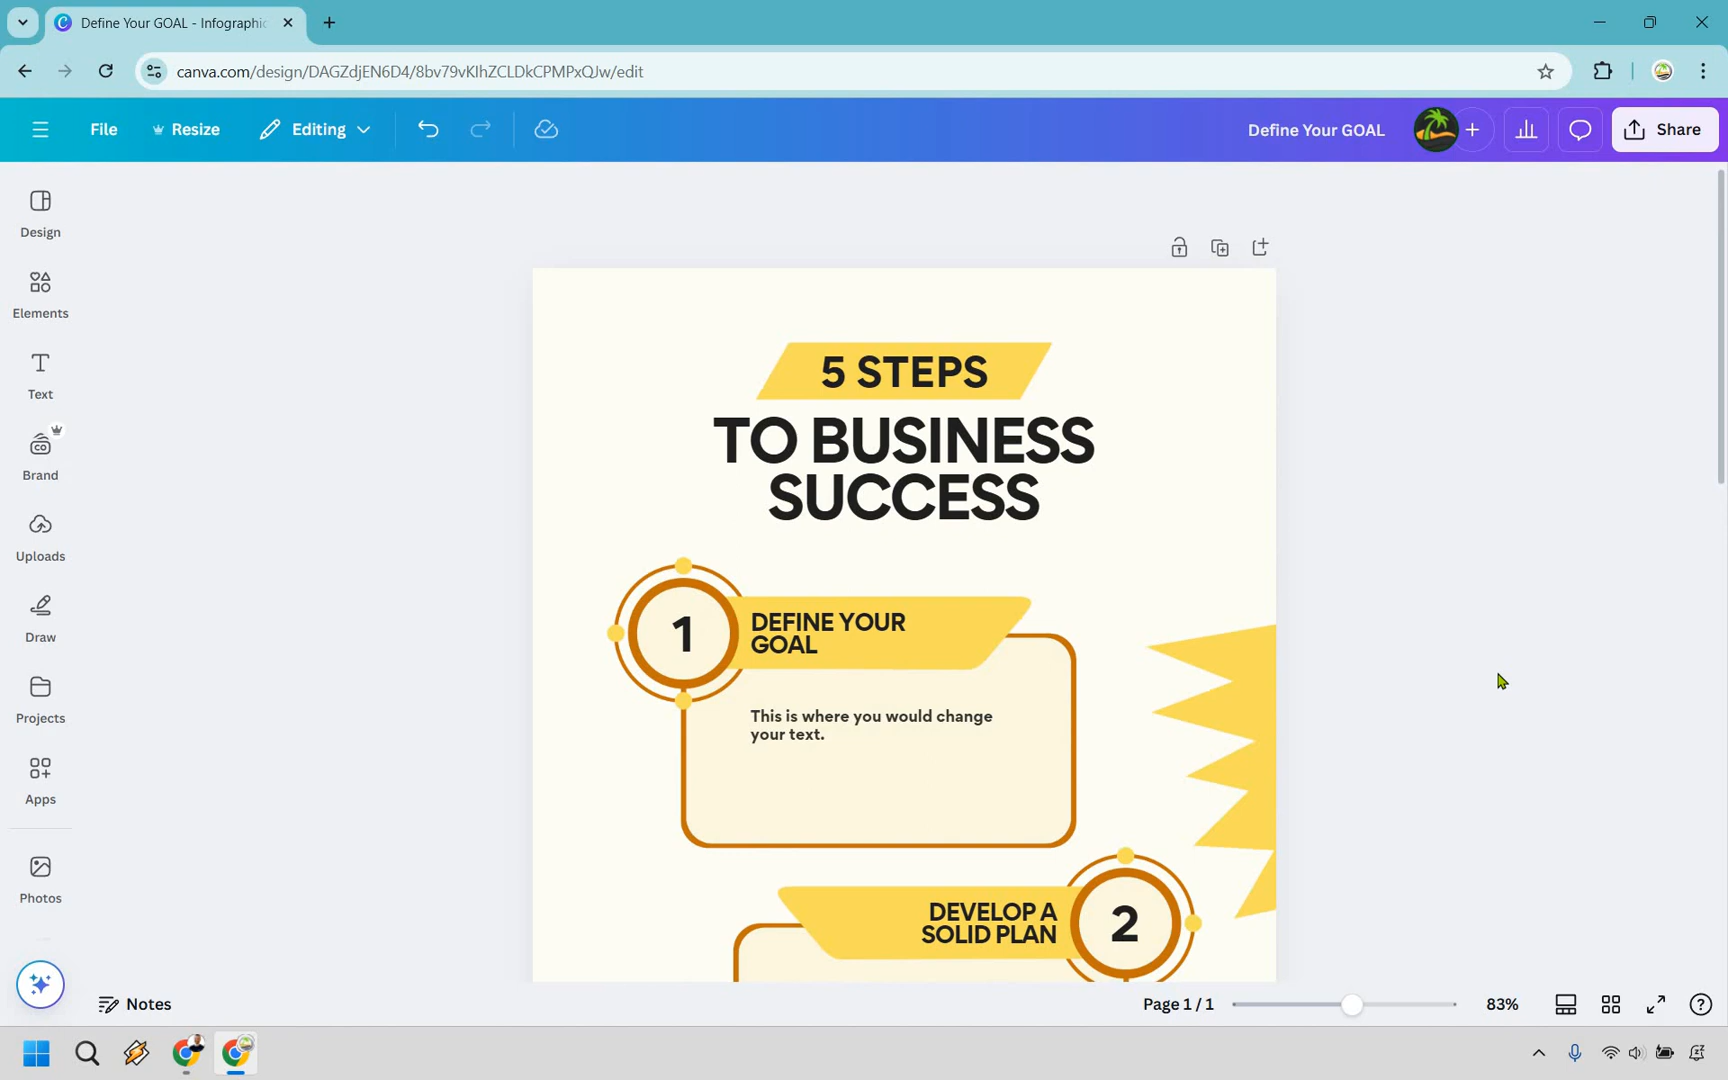 Define Your GOAL - Infographic
canva.com/design/DAGZdjEN6D4/8bv79vKIhZCLDkCPMPxQJw/edit
File
Resize
Editing
Define Your GOAL
Share
Design
Elements
Text
CO
Brand
Uploads
Draw
Projects
Apps
Photos
5 STEPS
TO BUSINESS
SUCCESS
1
DEFINE YOUR
GOAL
This is where you would change
your text.
DEVELOP A
SOLID PLAN
2
Notes
Page 1 / 1
83%